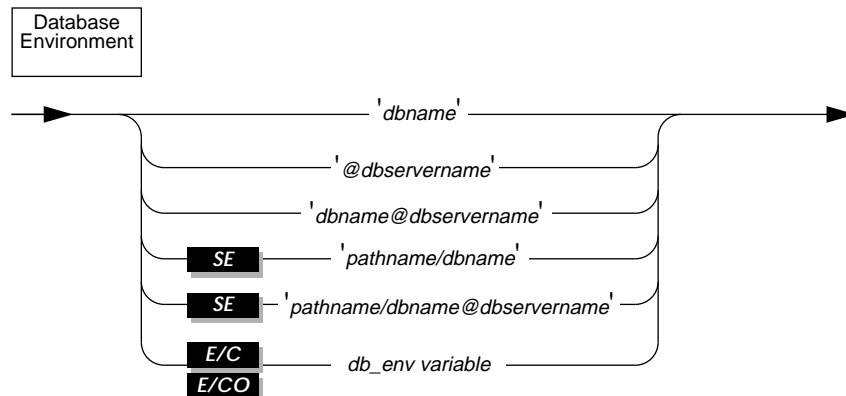 Database
Environment
'dbname'
'@dbservername'
'dbname@dbservername'
SE 'pathname/dbname'
SE 'pathname/dbname@dbservername'
E/C db_env variable
E/CO